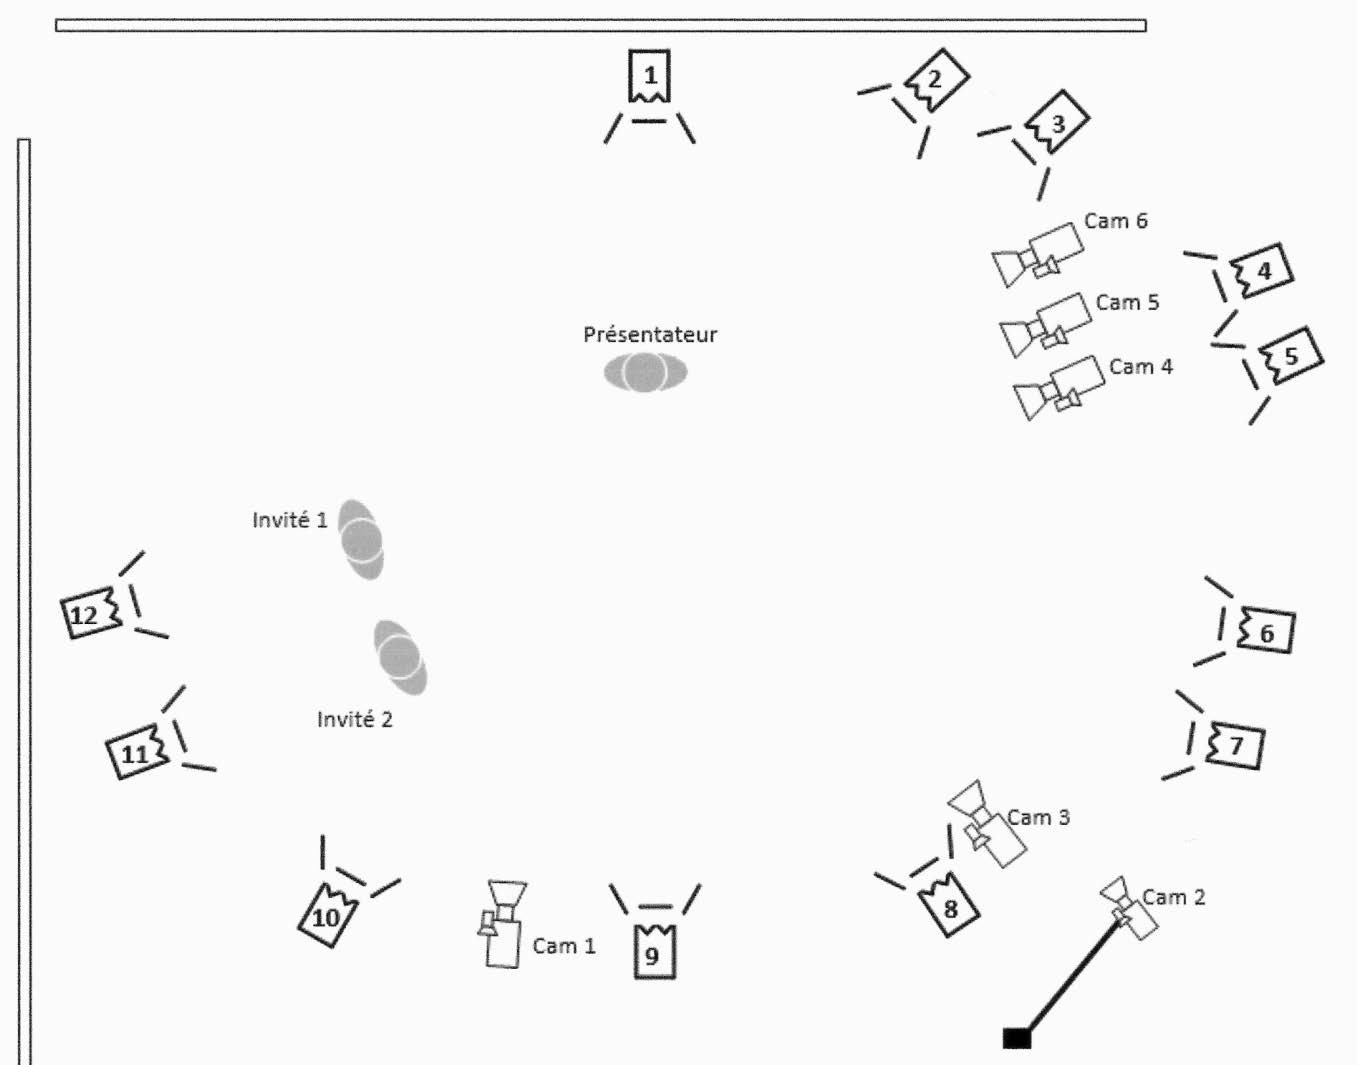 1
2
3
Cam 6
4
Cam 5
Présentateur
5
Cam 4
Invité 1
12
6
Invité 2
11
7
Cam 3
8
Cam 2
10
Cam 1
9